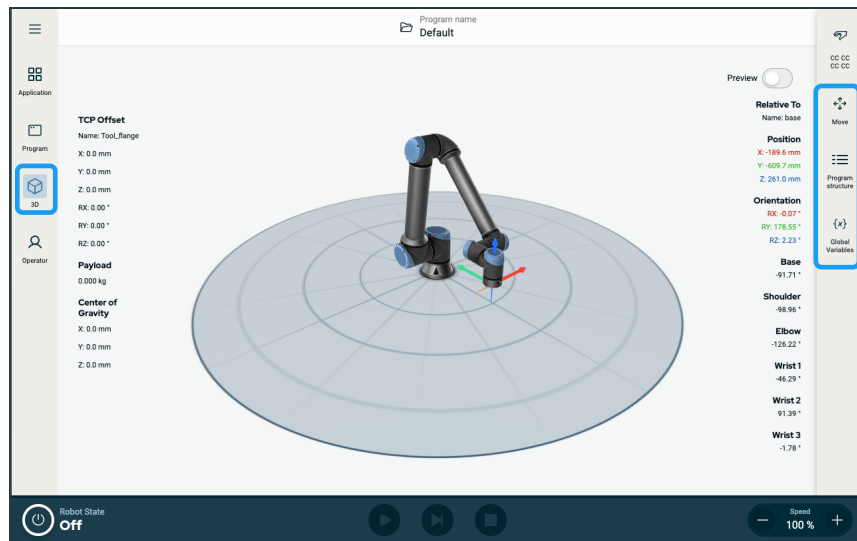 Program name
Default
Application
Program
3D
Operator
TCP Offset
Name: Tool_flange
X: 0.0 mm
Y: 0.0 mm
Z: 0.0 mm
RX: 0.00 °
RY: 0.00 °
RZ: 0.00 °
Payload
0.000 kg
Center of
Gravity
X: 0.0 mm
Y: 0.0 mm
Z: 0.0 mm
Preview
Relative To
Name: base
Position
X: -189.6 mm
Y: -609.7 mm
Z: 261.0 mm
Orientation
RX: -0.07 °
RY: 178.55 °
RZ: 2.23 °
Base
-91.71 °
Shoulder
-98.96 °
Elbow
-126.22 °
Wrist 1
-46.29 °
Wrist 2
91.39 °
Wrist 3
-1.78 °
CC CC
CC CC
Move
Program
structure
{x}
Global
Variables
Robot State
Off
Speed
100 %